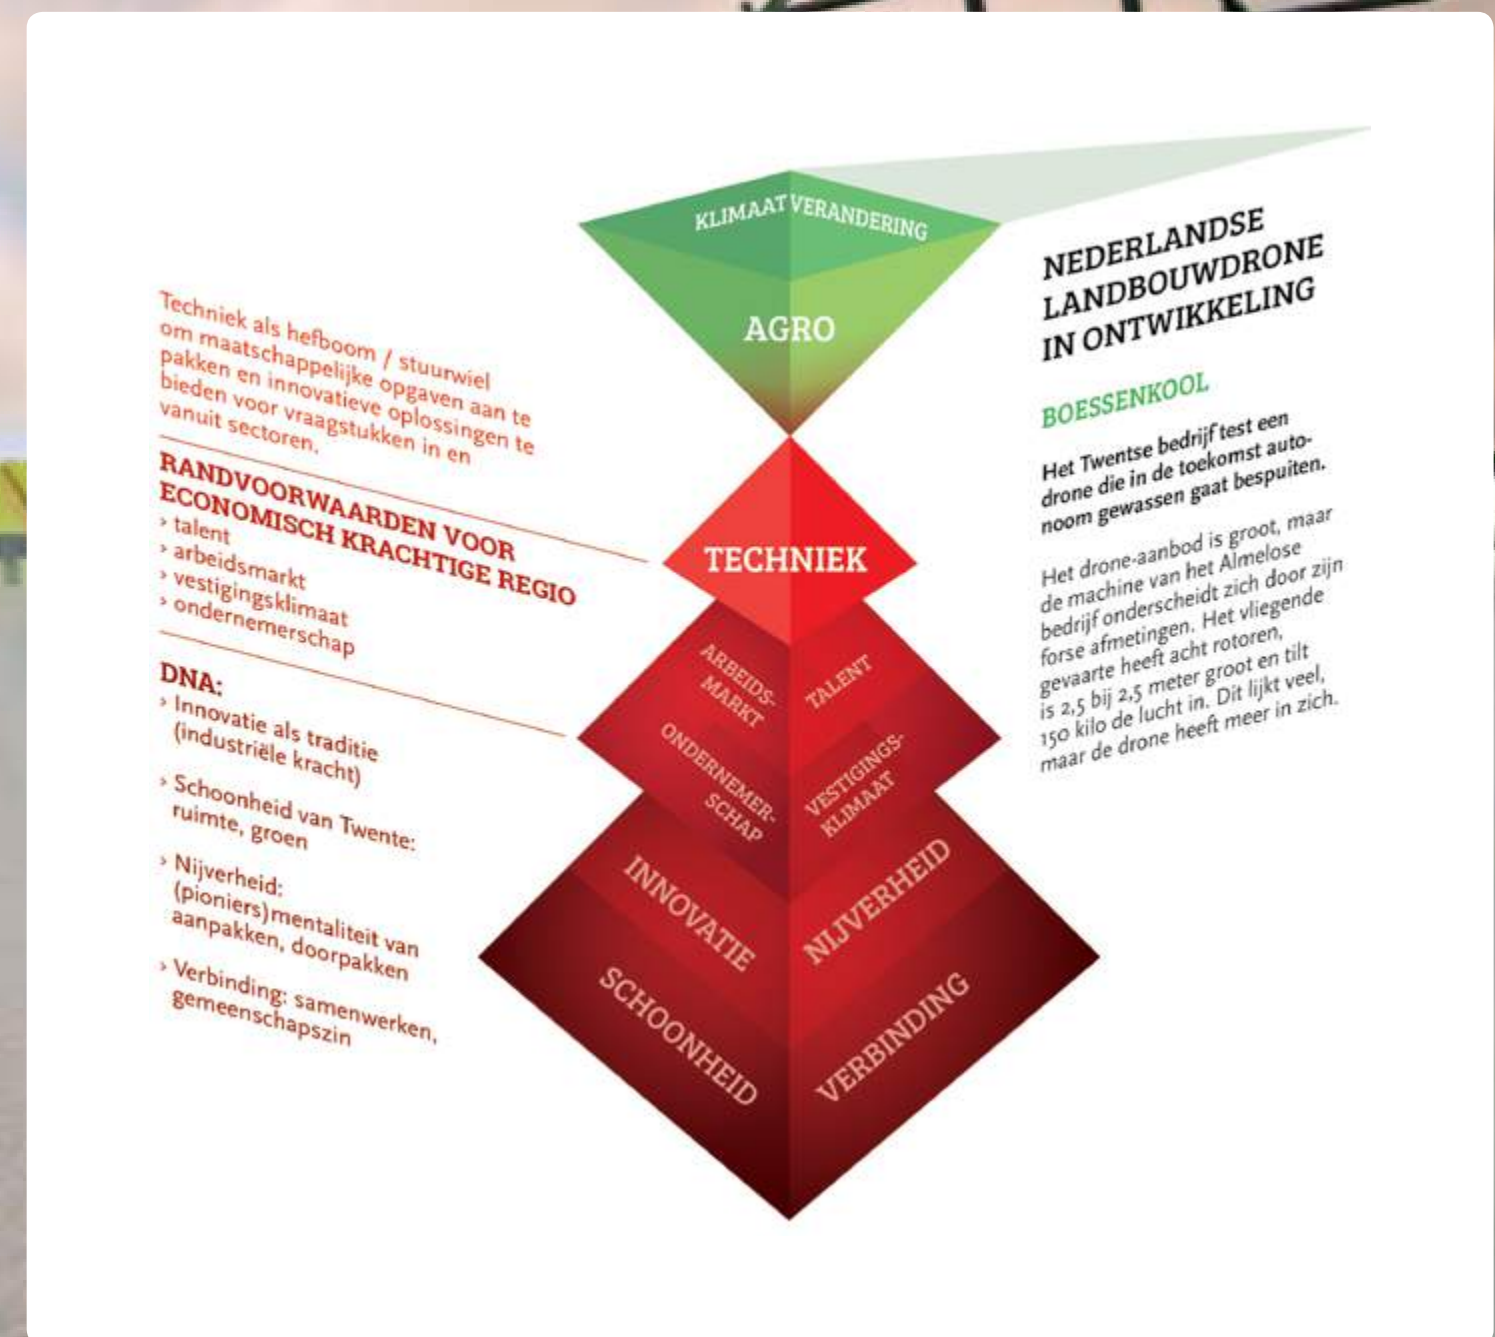 Techniek als hefboom / stuurwiel
om maatschappelijke opgaven aan te
pakken en innovatieve oplossingen te
bieden voor vraagstukken in en
vanuit sectoren.
RANDVOORWAARDEN VOOR
ECONOMISCH KRACHTIGE REGIO
› talent
› arbeidsmarkt
› vestigingsklimaat
› ondernemerschap
DNA:
› Innovatie als traditie
(industriële kracht)
› Schoonheid van Twente:
ruimte, groen
› Nijverheid:
(pioniers)mentaliteit van
aanpakken, doorpakken
› Verbinding: samenwerken,
gemeenschapszin
KLIMAATVERANDERING
AGRO
TECHNIEK
ARBEIDS-
MARKT
TALENT
ONDERNEMER-
SCHAP
VESTIGINGS-
KLIMAAT
INNOVATIE
NIJVERHEID
SCHOONHEID
VERBINDING
NEDERLANDSE
LANDBOUWDRONE
IN ONTWIKKELING
BOESSENKOOL
Het Twentse bedrijf test een
drone die in de toekomst auto-
noom gewassen gaat bespuiten.
Het drone-aanbod is groot, maar
de machine van het Almelose
bedrijf onderscheidt zich door zijn
forse afmetingen. Het vliegende
gevaarte heeft acht rotoren,
is 2,5 bij 2,5 meter groot en tilt
150 kilo de lucht in. Dit lijkt veel,
maar de drone heeft meer in zich.